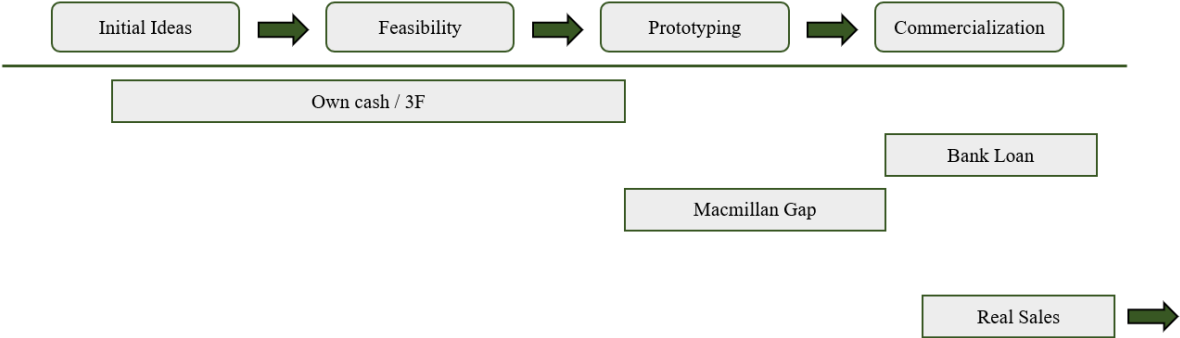 Initial Ideas
Feasibility
Prototyping
Commercialization
Own cash / 3F
Bank Loan
Macmillan Gap
Real Sales